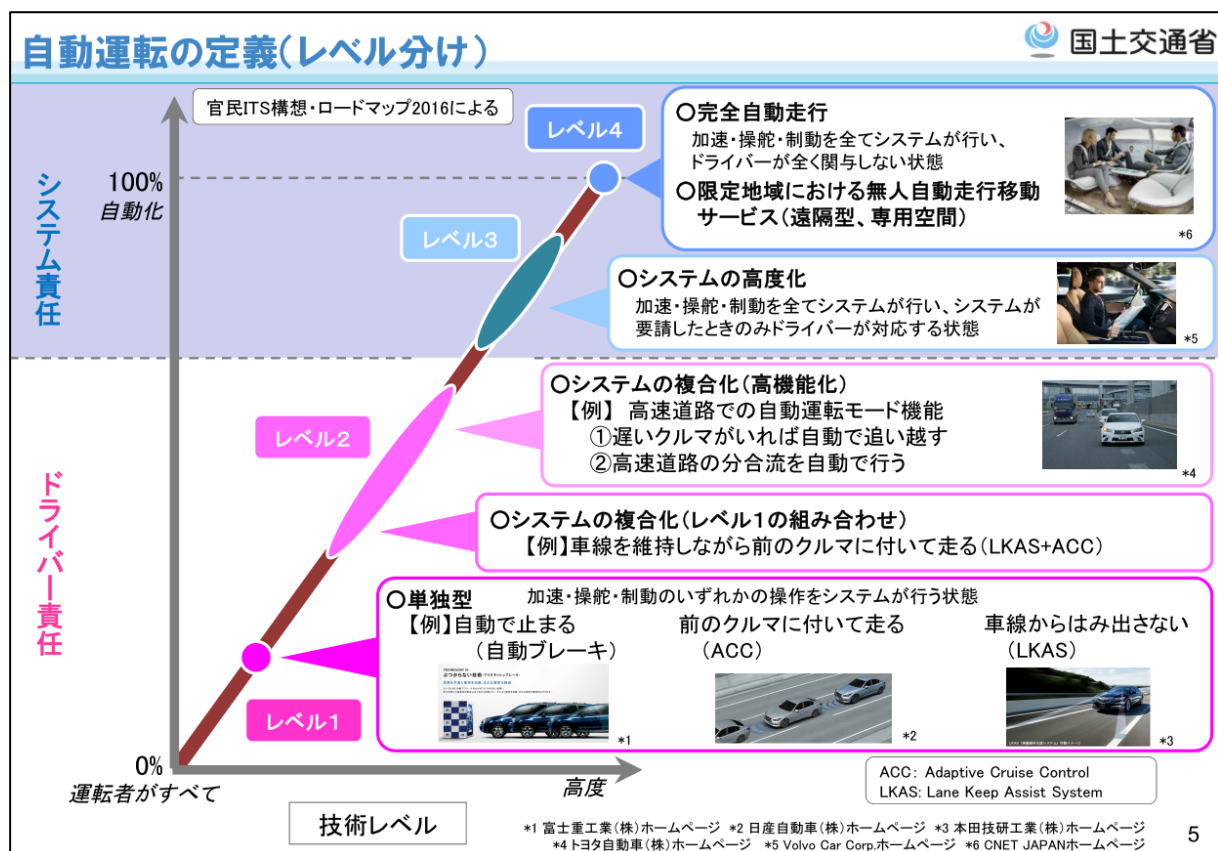 自動運転の定義(レベル分け)
国土交通省
官民ITS構想・ロードマップ2016による
システム責任
ドライバー責任
100%
自動化
0%
運転者がすべて
高度
技術レベル
レベル4
○完全自動走行
加速・操舵・制動を全てシステムが行い、
ドライバーが全く関与しない状態
○限定地域における無人自動走行移動
サービス(遠隔型、専用空間)
*6
レベル3
○システムの高度化
加速・操舵・制動を全てシステムが行い、システムが
要請したときのみドライバーが対応する状態
*5
レベル2
○システムの複合化(高機能化)
【例】 高速道路での自動運転モード機能
①遅いクルマがいれば自動で追い越す
②高速道路の分合流を自動で行う
*4
○システムの複合化(レベル1の組み合わせ)
【例】車線を維持しながら前のクルマに付いて走る(LKAS+ACC)
レベル1
○単独型 加速・操舵・制動のいずれかの操作をシステムが行う状態
【例】自動で止まる
(自動ブレーキ)
ぶつからない技術
*1
前のクルマに付いて走る
(ACC)
*2
車線からはみ出さない
(LKAS)
*3
ACC: Adaptive Cruise Control
LKAS: Lane Keep Assist System
*1 富士重工業(株)ホームページ *2 日産自動車(株)ホームページ *3 本田技研工業(株)ホームページ
*4 トヨタ自動車(株)ホームページ *5 Volvo Car Corp.ホームページ *6 CNET JAPANホームページ
5